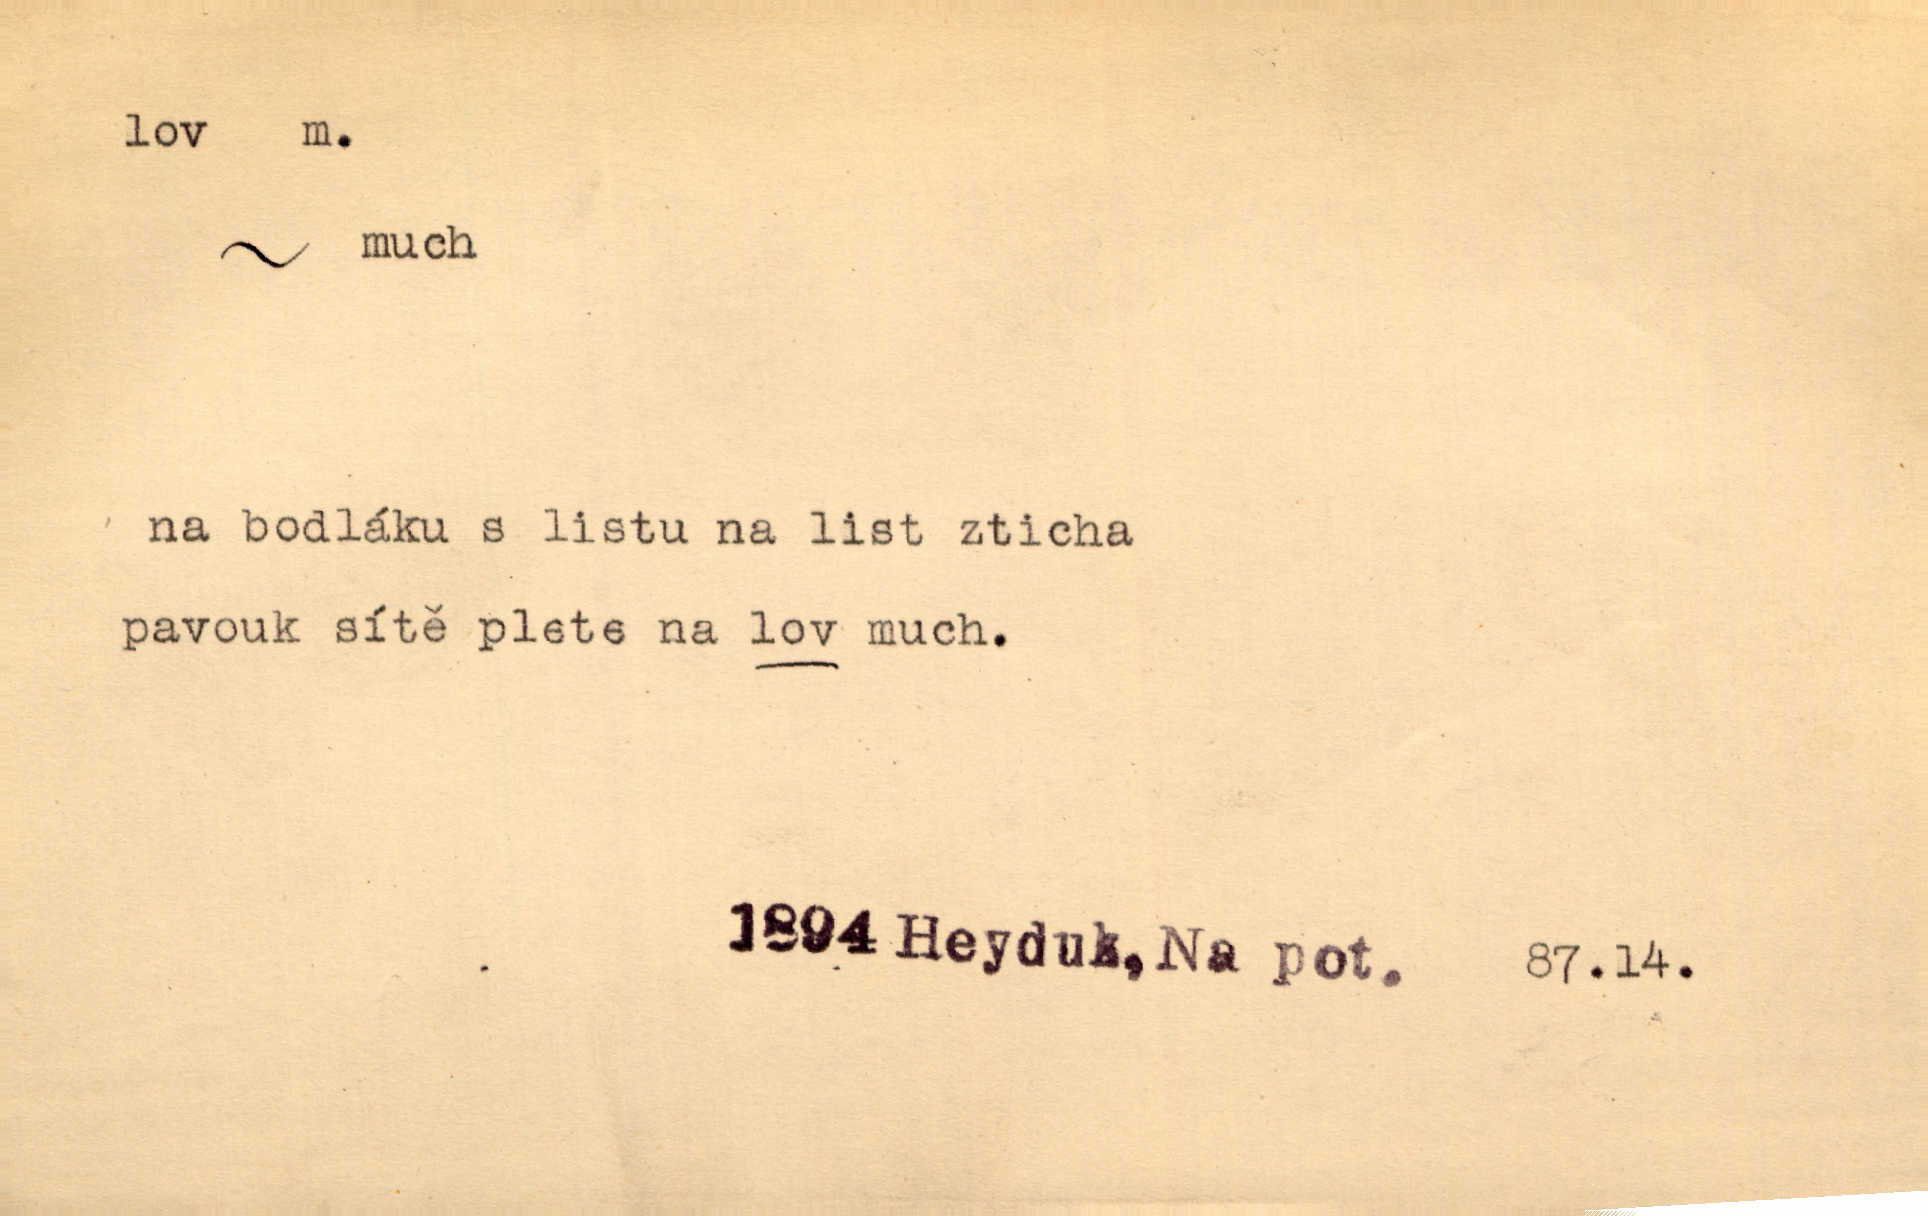 lov m.
~ much
na bodláku s listu na list zticha
pavouk sítě plete na lov much.
1894 Heyduk, Na pot. 87.14.